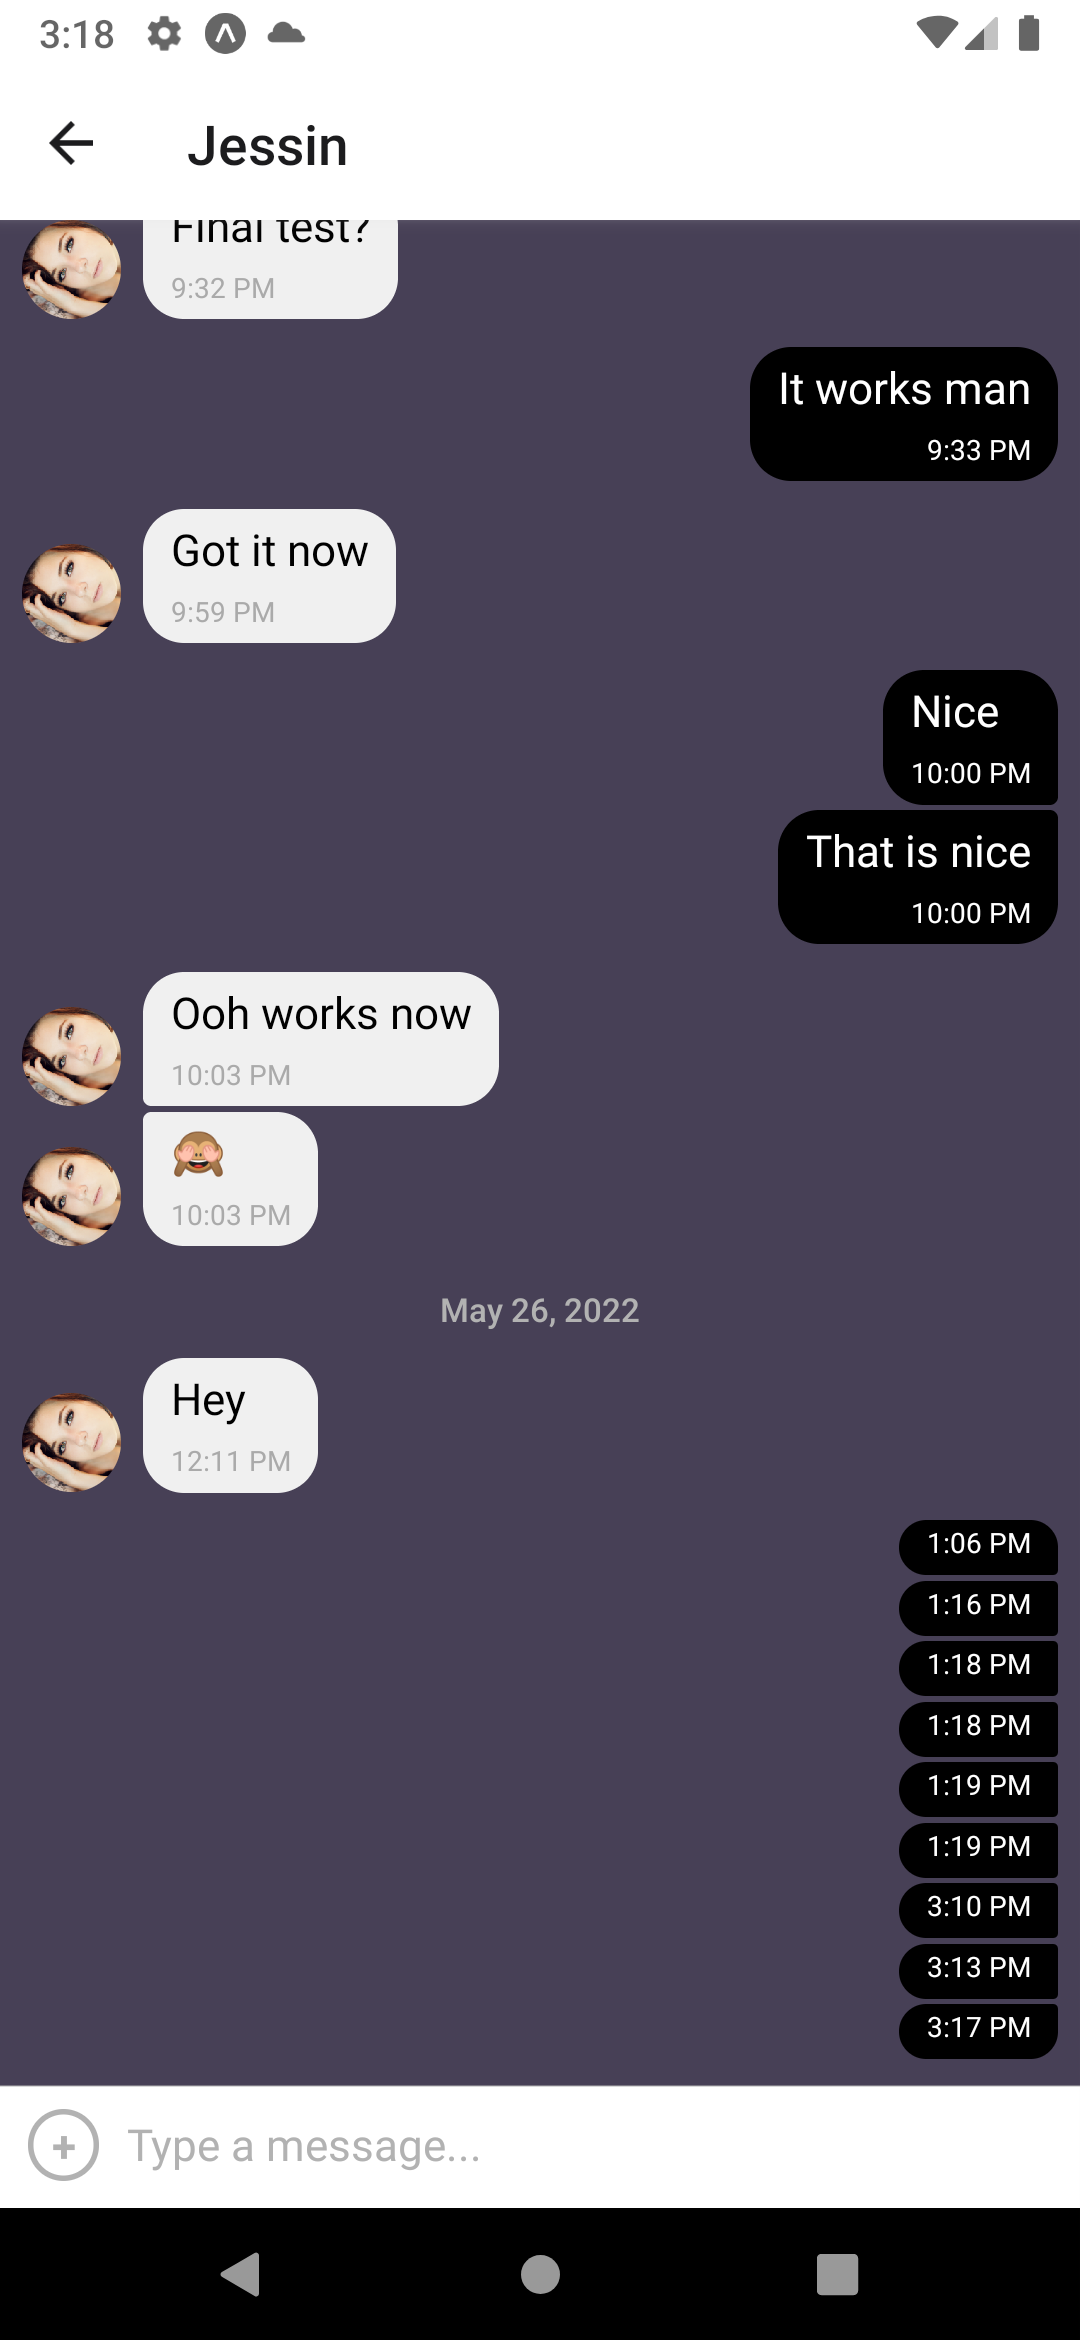 3:18
Jessin
Final test?
9:32 PM
It works man
9:33 PM
Got it now
9:59 PM
Nice
10:00 PM
That is nice
10:00 PM
Ooh works now
10:03 PM
🙈
10:03 PM
May 26, 2022
Hey
12:11 PM
1:06 PM
1:16 PM
1:18 PM
1:18 PM
1:19 PM
1:19 PM
3:10 PM
3:13 PM
3:17 PM
Type a message...